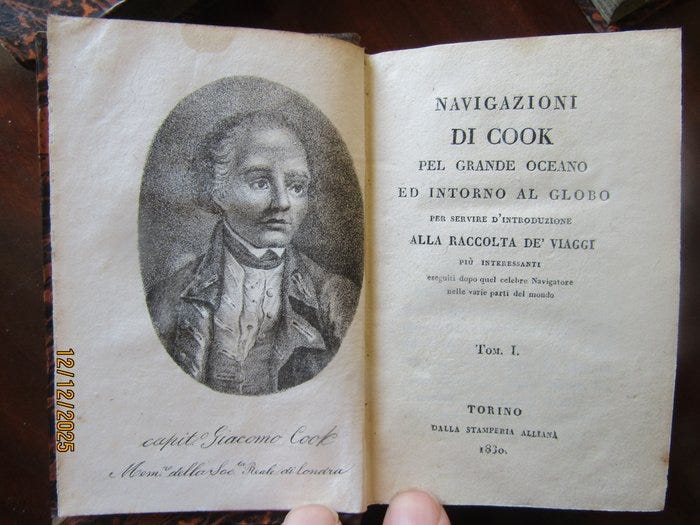 capit.º Giacomo Cook
Mem.º della Soc.ª Reale di Londra
NAVIGAZIONI
DI COOK
PEL GRANDE OCEANO
ED INTORNO AL GLOBO
PER SERVIRE D'INTRODUZIONE
ALLA RACCOLTA DE' VIAGGI
PIÙ INTERESSANTI
eseguiti dopo quel celebre Navigatore
nelle varie parti del mondo
TOM. I.
TORINO
DALLA STAMPERIA ALLIANA
1830.
12/12/2025